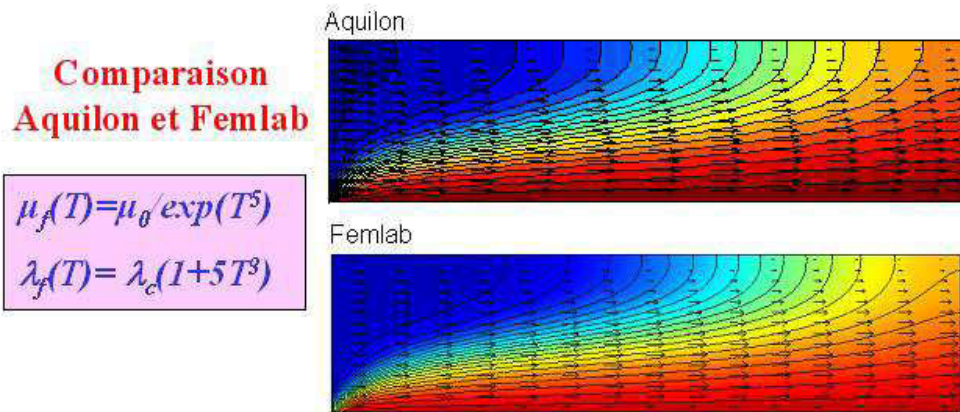 Comparaison
Aquilon et Femlab
μf(T)=μ0/exp(T⁵)
λf(T)= λc(1+5T³)
Aquilon
Femlab